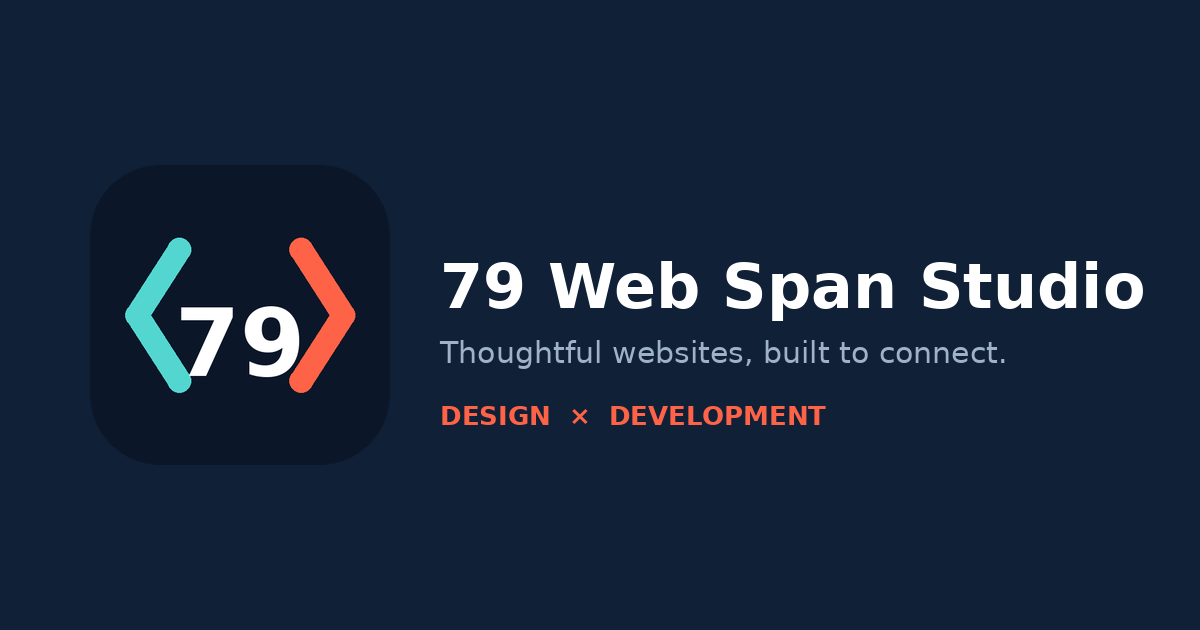 79
79 Web Span Studio
Thoughtful websites, built to connect.
DESIGN × DEVELOPMENT